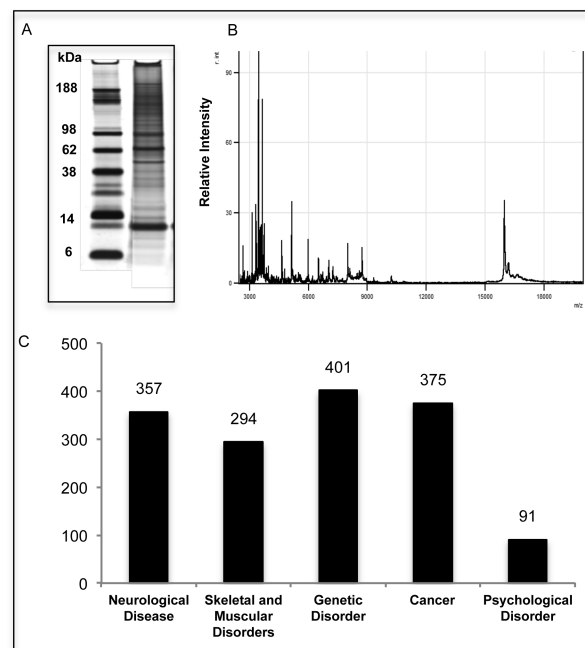 A
kDa
188
98
62
38
14
6
B
r. int.
Relative Intensity
90
60
30
0
3000 6000 9000 12000 15000 18000
m/z
C
500
400
300
200
100
0
357
294
401
375
91
Neurological Disease
Skeletal and Muscular Disorders
Genetic Disorder
Cancer
Psychological Disorder